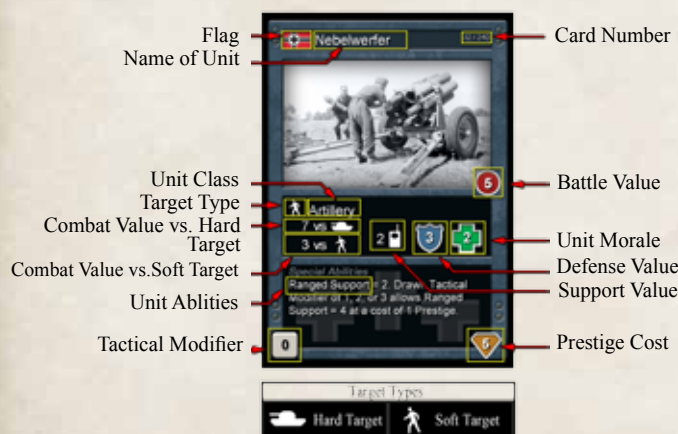 Flag
Name of Unit
Nebelwerfer
Card Number
5
Battle Value
Unit Class
Target Type
Combat Value vs. Hard
Target
Combat Value vs.Soft Target
Artillery
7 vs
3 vs
2
3
2
Unit Morale
Defense Value
Support Value
Unit Ablities
Special Abilities
Ranged Support = 2. Draw Tactical
Modifier of 1, 2, or 3 allows Ranged
Support = 4 at a cost of 1 Prestige.
Tactical Modifier
0
Prestige Cost
Target Types
Hard Target
Soft Target